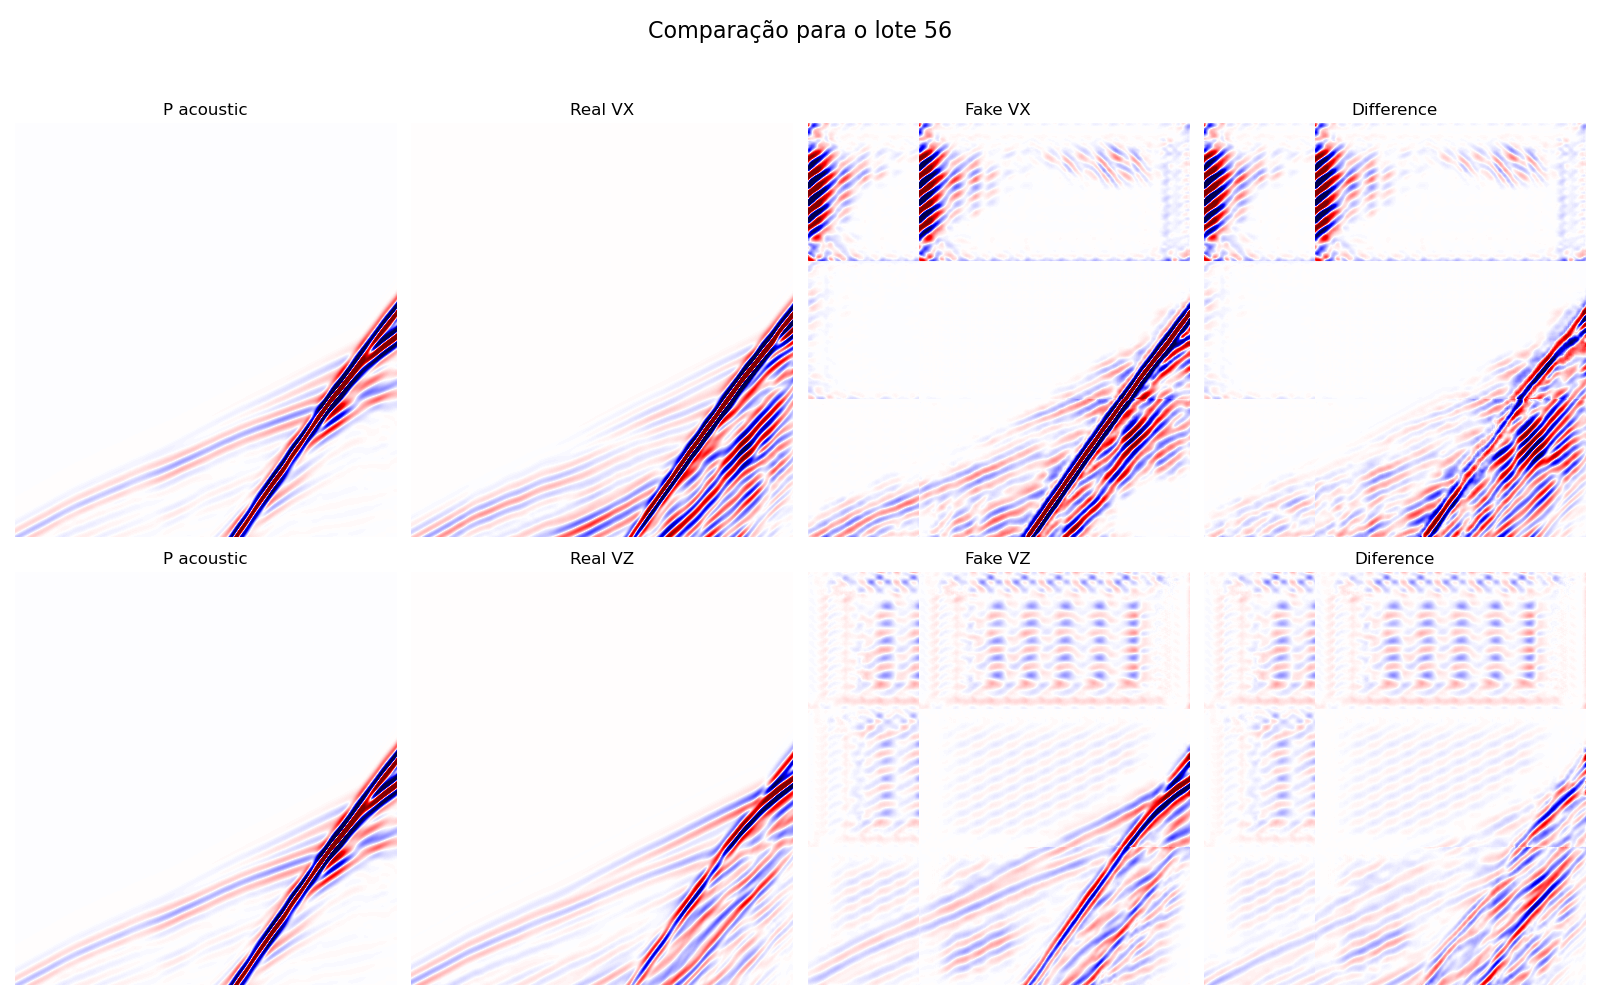 Comparação para o lote 56
P acoustic
Real VX
Fake VX
Difference
P acoustic
Real VZ
Fake VZ
Diference